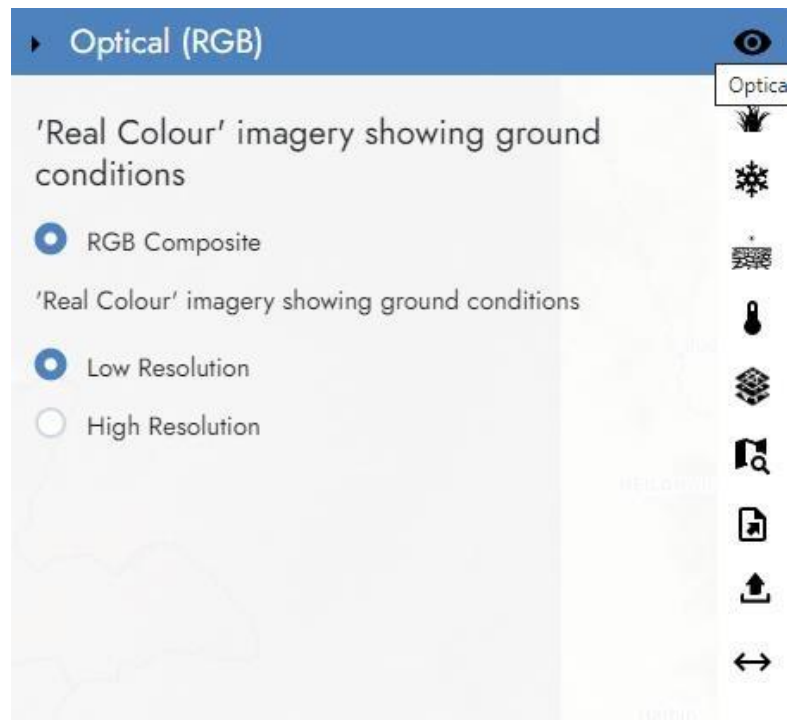 Optical (RGB)
Optica
'Real Colour' imagery showing ground
conditions
RGB Composite
'Real Colour' imagery showing ground conditions
Low Resolution
High Resolution